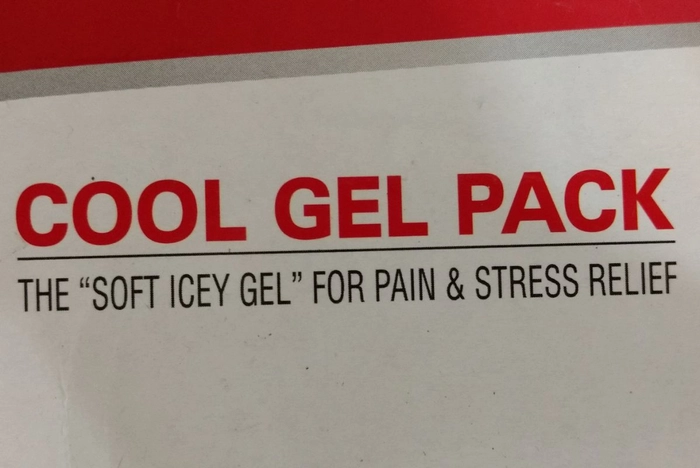 COOL GEL PACK
THE “SOFT ICEY GEL” FOR PAIN & STRESS RELIEF